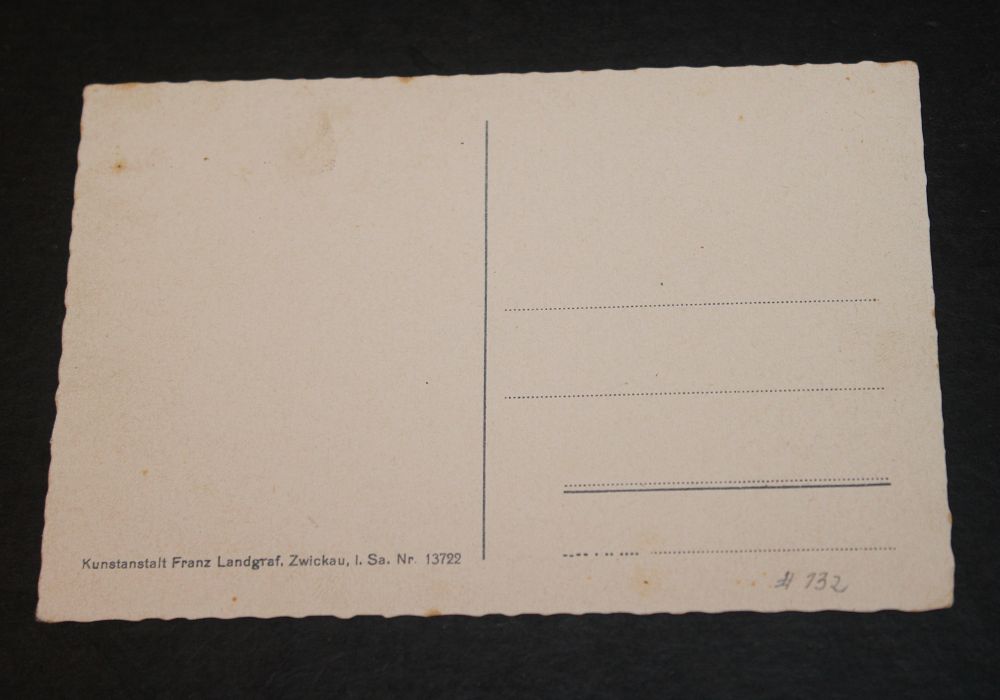 Kunstanstalt Franz Landgraf, Zwickau, I. Sa. Nr. 13722
# 132